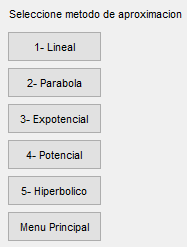 Seleccione metodo de aproximacion
1- Lineal
2- Parabola
3- Expotencial
4- Potencial
5- Hiperbolico
Menu Principal